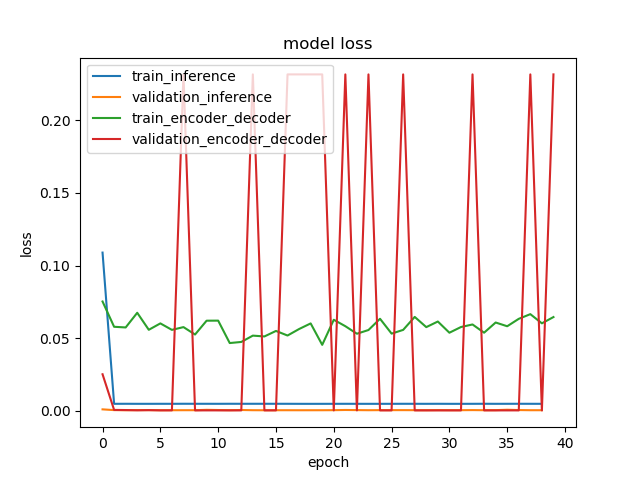 model loss
train_inference
validation_inference
train_encoder_decoder
validation_encoder_decoder
loss
0.20
0.15
0.10
0.05
0.00
0 5 10 15 20 25 30 35 40
epoch